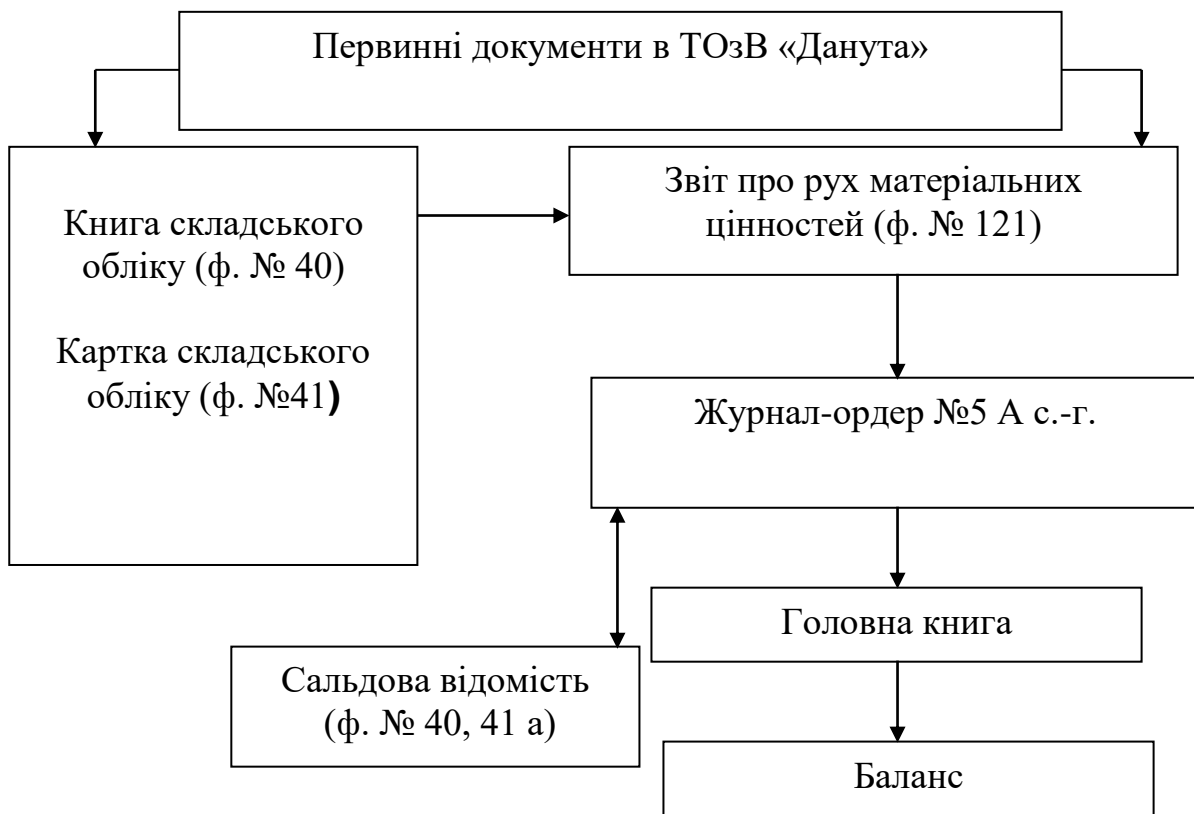 Первинні документи в ТОзВ «Данута»
Книга складського
обліку (ф. № 40)
Картка складського
обліку (ф. №41)
Звіт про рух матеріальних
цінностей (ф. № 121)
Журнал-ордер №5 А с.-г.
Головна книга
Сальдова відомість
(ф. № 40, 41 а)
Баланс